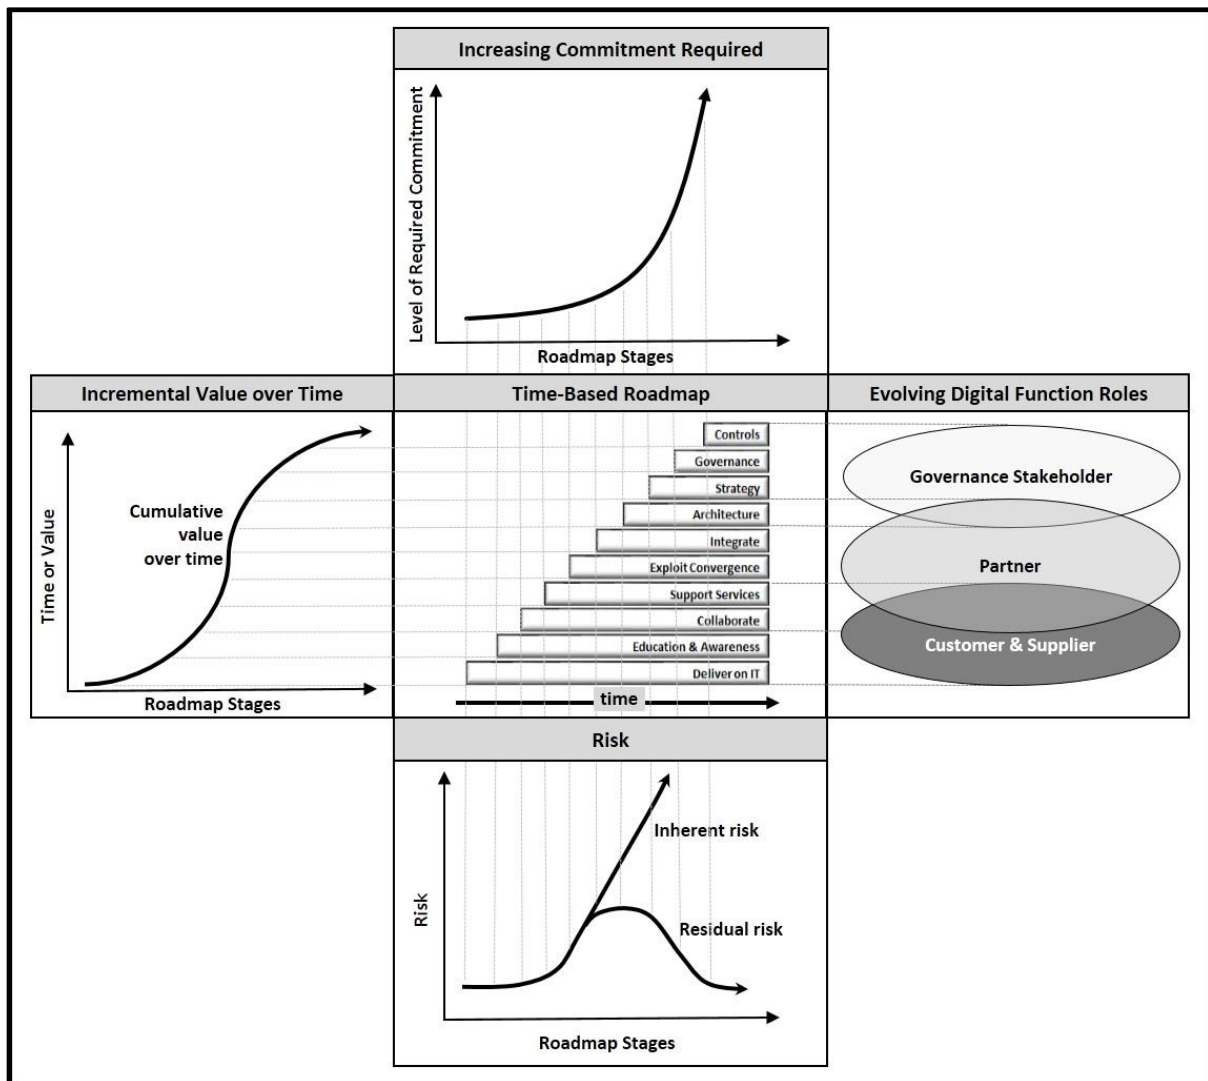 Increasing Commitment Required
Level of Required Commitment
Roadmap Stages
Incremental Value over Time
Time or Value
Cumulative
value
over time
Roadmap Stages
Time-Based Roadmap
Controls
Governance
Strategy
Architecture
Integrate
Exploit Convergence
Support Services
Collaborate
Education & Awareness
Deliver on IT
time
Evolving Digital Function Roles
Governance Stakeholder
Partner
Customer & Supplier
Risk
Risk
Inherent risk
Residual risk
Roadmap Stages